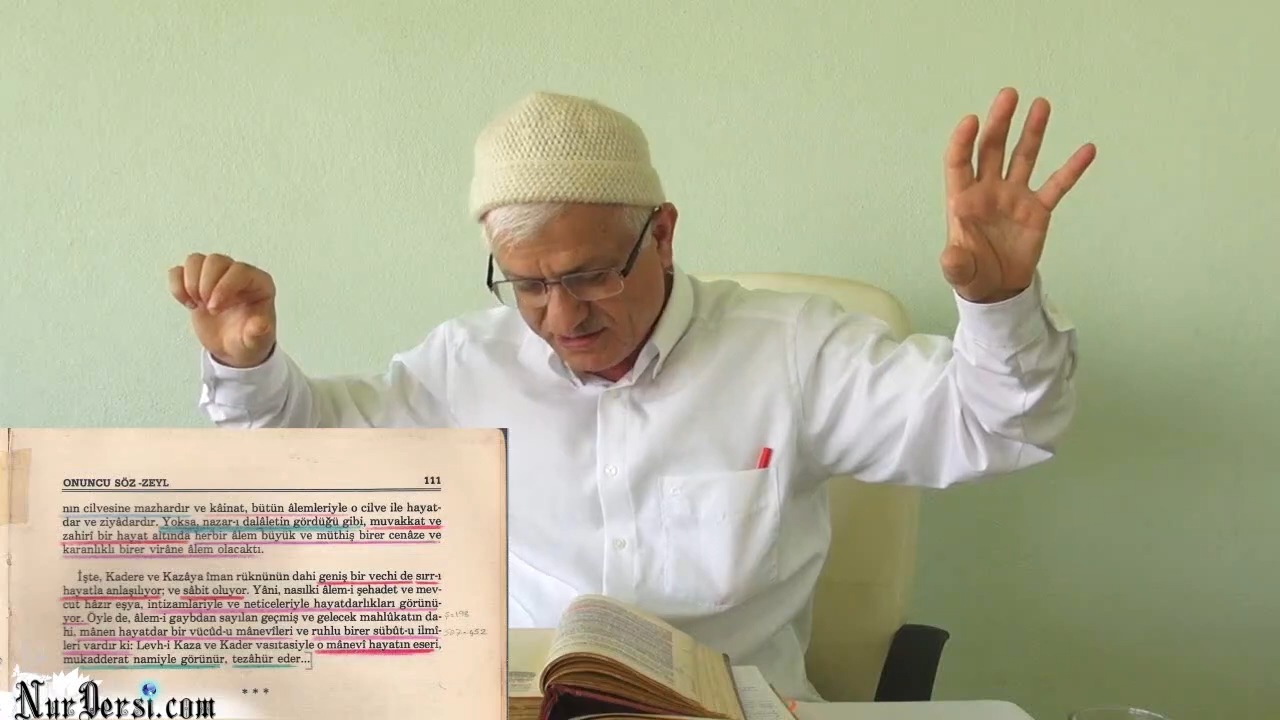 ONUNCU SÖZ -ZEYL 111
nın cilvesine mazhardır ve kâinat, bütün âlemleriyle o cilve ile hayat-
dar ve ziyâdardır. Yoksa, nazar-ı dalâletin gördüğü gibi, muvakkat ve
zahirî bir hayat altında herbir âlem büyük ve müthiş birer cenâze ve
karanlıklı birer virâne âlem olacaktı.
İşte, Kadere ve Kazâya îman rüknünün dahi geniş bir vechi de sırr-ı
hayatla anlaşılıyor; ve sâbit oluyor. Yâni, nasılki âlem-i şehadet ve mev-
cut hâzır eşya, intizamlariyle ve neticeleriyle hayatdarlıkları görünü-
yor. Öyle de, âlem-i gaybdan sayılan geçmiş ve gelecek mahlûkatın da-
hi, mânen hayatdar bir vücûd-u mânevîleri ve ruhlu birer sübût-u ilmî-
leri vardır ki: Levh-i Kaza ve Kader vasıtasiyle o mânevî hayatın eseri,
mukadderat namiyle görünür, tezâhür eder...
* * *
NurDersi.com